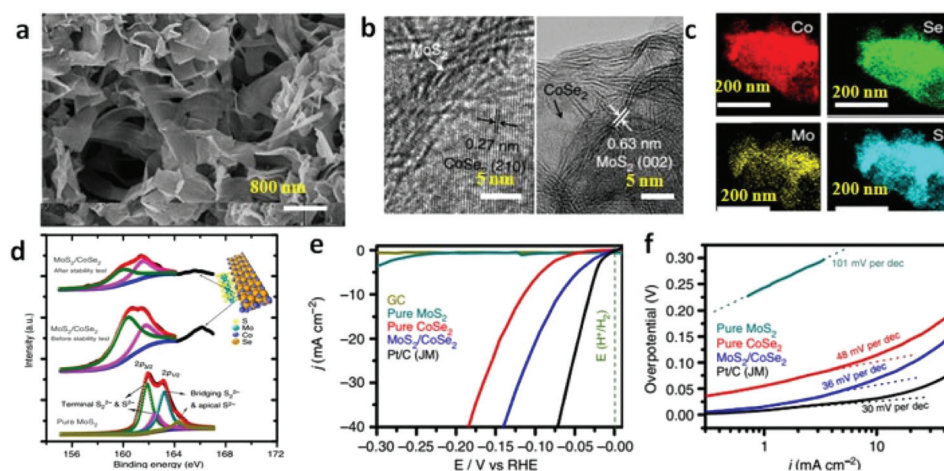 a
800 nm
b
MoS2
0.27 nm
CoSe2 (210)
5 nm
CoSe2
0.63 nm
MoS2 (002)
5 nm
c
Co
200 nm
Se
200 nm
Mo
200 nm
S
200 nm
d
MoS2/CoSe2
After stability test
S
Mo
Co
Se
MoS2/CoSe2
Before stability test
2p3/2
2p1/2
Terminal S2^2− & S^2−
Bridging S2^2−
& apical S^2−
Pure MoS2
Intensity (a.u.)
156 160 162 164 168
Binding energy (eV)
e
0
−10
−20
−30
−40
j (mA cm−2)
GC
Pure MoS2
Pure CoSe2
MoS2/CoSe2
Pt/C (JM)
E (H+/H2)
−0.30 −0.25 −0.20 −0.15 −0.10 −0.05 −0.00
E / V vs RHE
f
0.30
0.25
0.20
0.15
0.10
0.05
0.00
Overpotential (V)
101 mV per dec
Pure MoS2
Pure CoSe2
MoS2/CoSe2
Pt/C (JM)
48 mV per dec
36 mV per dec
30 mV per dec
1 10
j (mA cm−2)